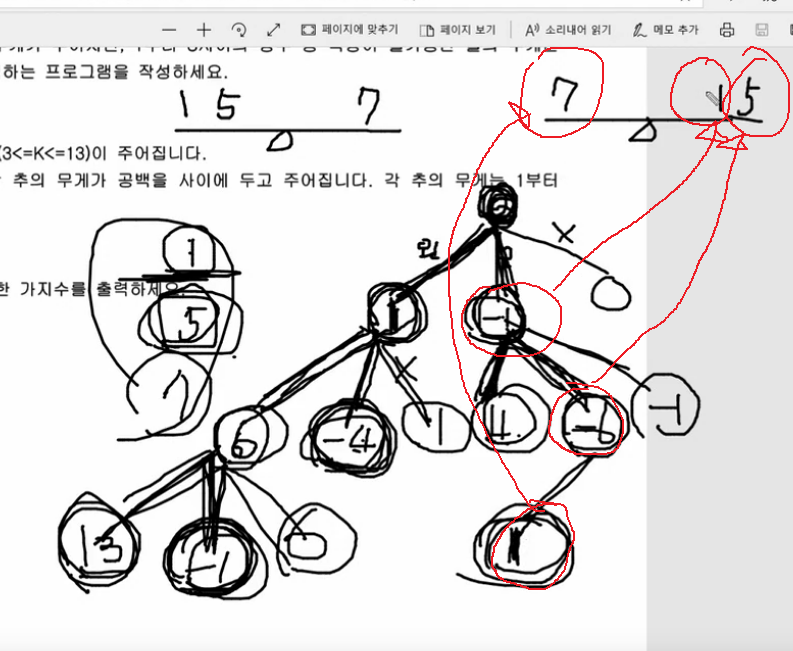 페이지에 맞추기 페이지 보기 소리내어 읽기 메모 추가
하는 프로그램을 작성하세요.
1 5 7
7 1 5
(3<=K<=13)이 주어집니다.
추의 무게가 공백을 사이에 두고 주어집니다. 각 추의 무게는 1부터
0
왼 X
1
한 가지수를 출력하세요.
5 1 -1
7 X
6 -4 1 4 -6 -1
13 -1 1